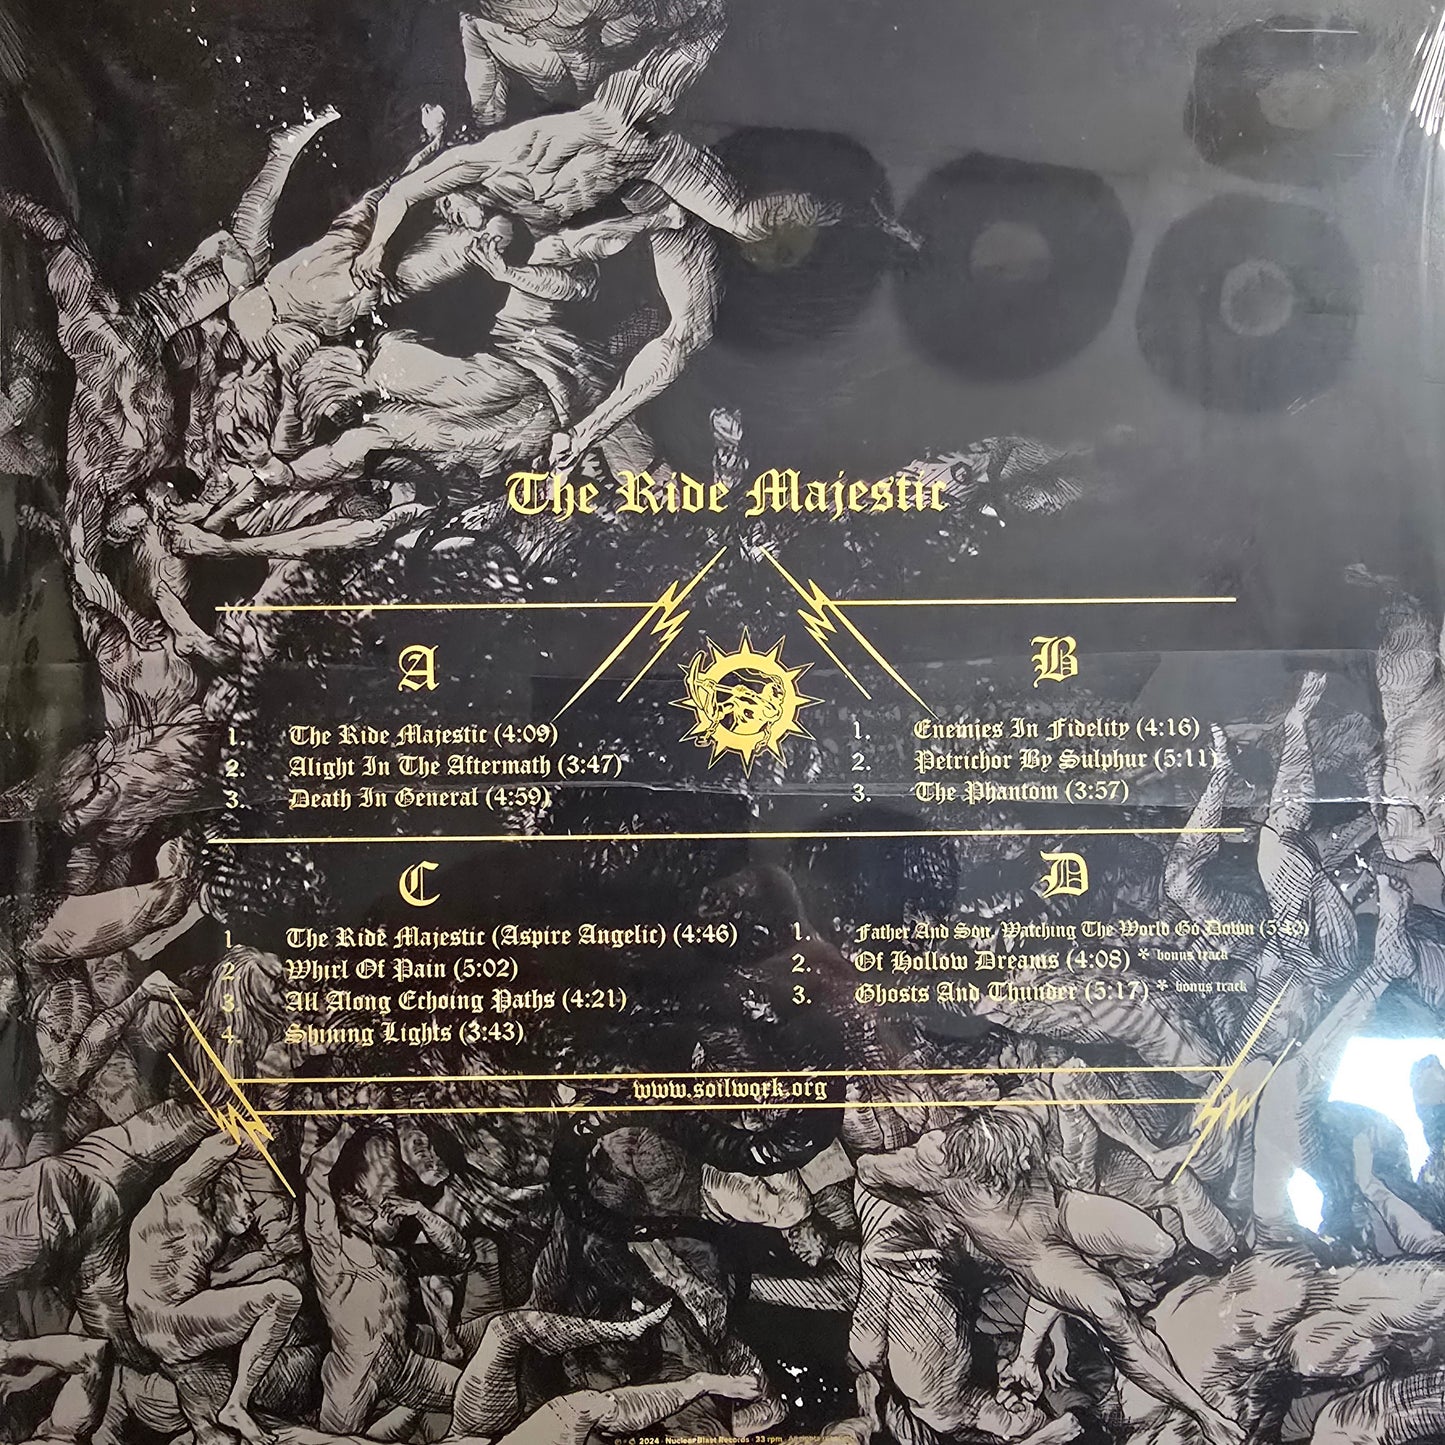 The Ride Majestic
A
1. The Ride Majestic (4:09)
2. Alight In The Aftermath (3:47)
3. Death In General (4:59)
B
1. Enemies In Fidelity (4:16)
2. Petrichor By Sulphur (5:11)
3. The Phantom (3:57)
C
1. The Ride Majestic (Aspire Angelic) (4:46)
2. Whirl Of Pain (5:02)
3. All Along Echoing Paths (4:21)
4. Shining Lights (3:43)
D
1. Father And Son, Watching The World Go Down
2. Of Hollow Dreams (4:08) * bonus track
3. Ghosts And Thunder (5:17) * bonus track
www.soilwork.org
2024 · Nuclear Blast Records · 33 rpm · All rights